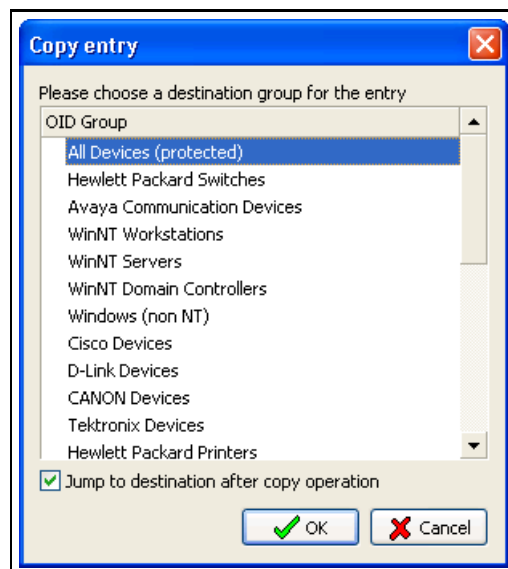 Copy entry
Please choose a destination group for the entry
OID Group
All Devices (protected)
Hewlett Packard Switches
Avaya Communication Devices
WinNT Workstations
WinNT Servers
WinNT Domain Controllers
Windows (non NT)
Cisco Devices
D-Link Devices
CANON Devices
Tektronix Devices
Hewlett Packard Printers
Jump to destination after copy operation
OK
Cancel